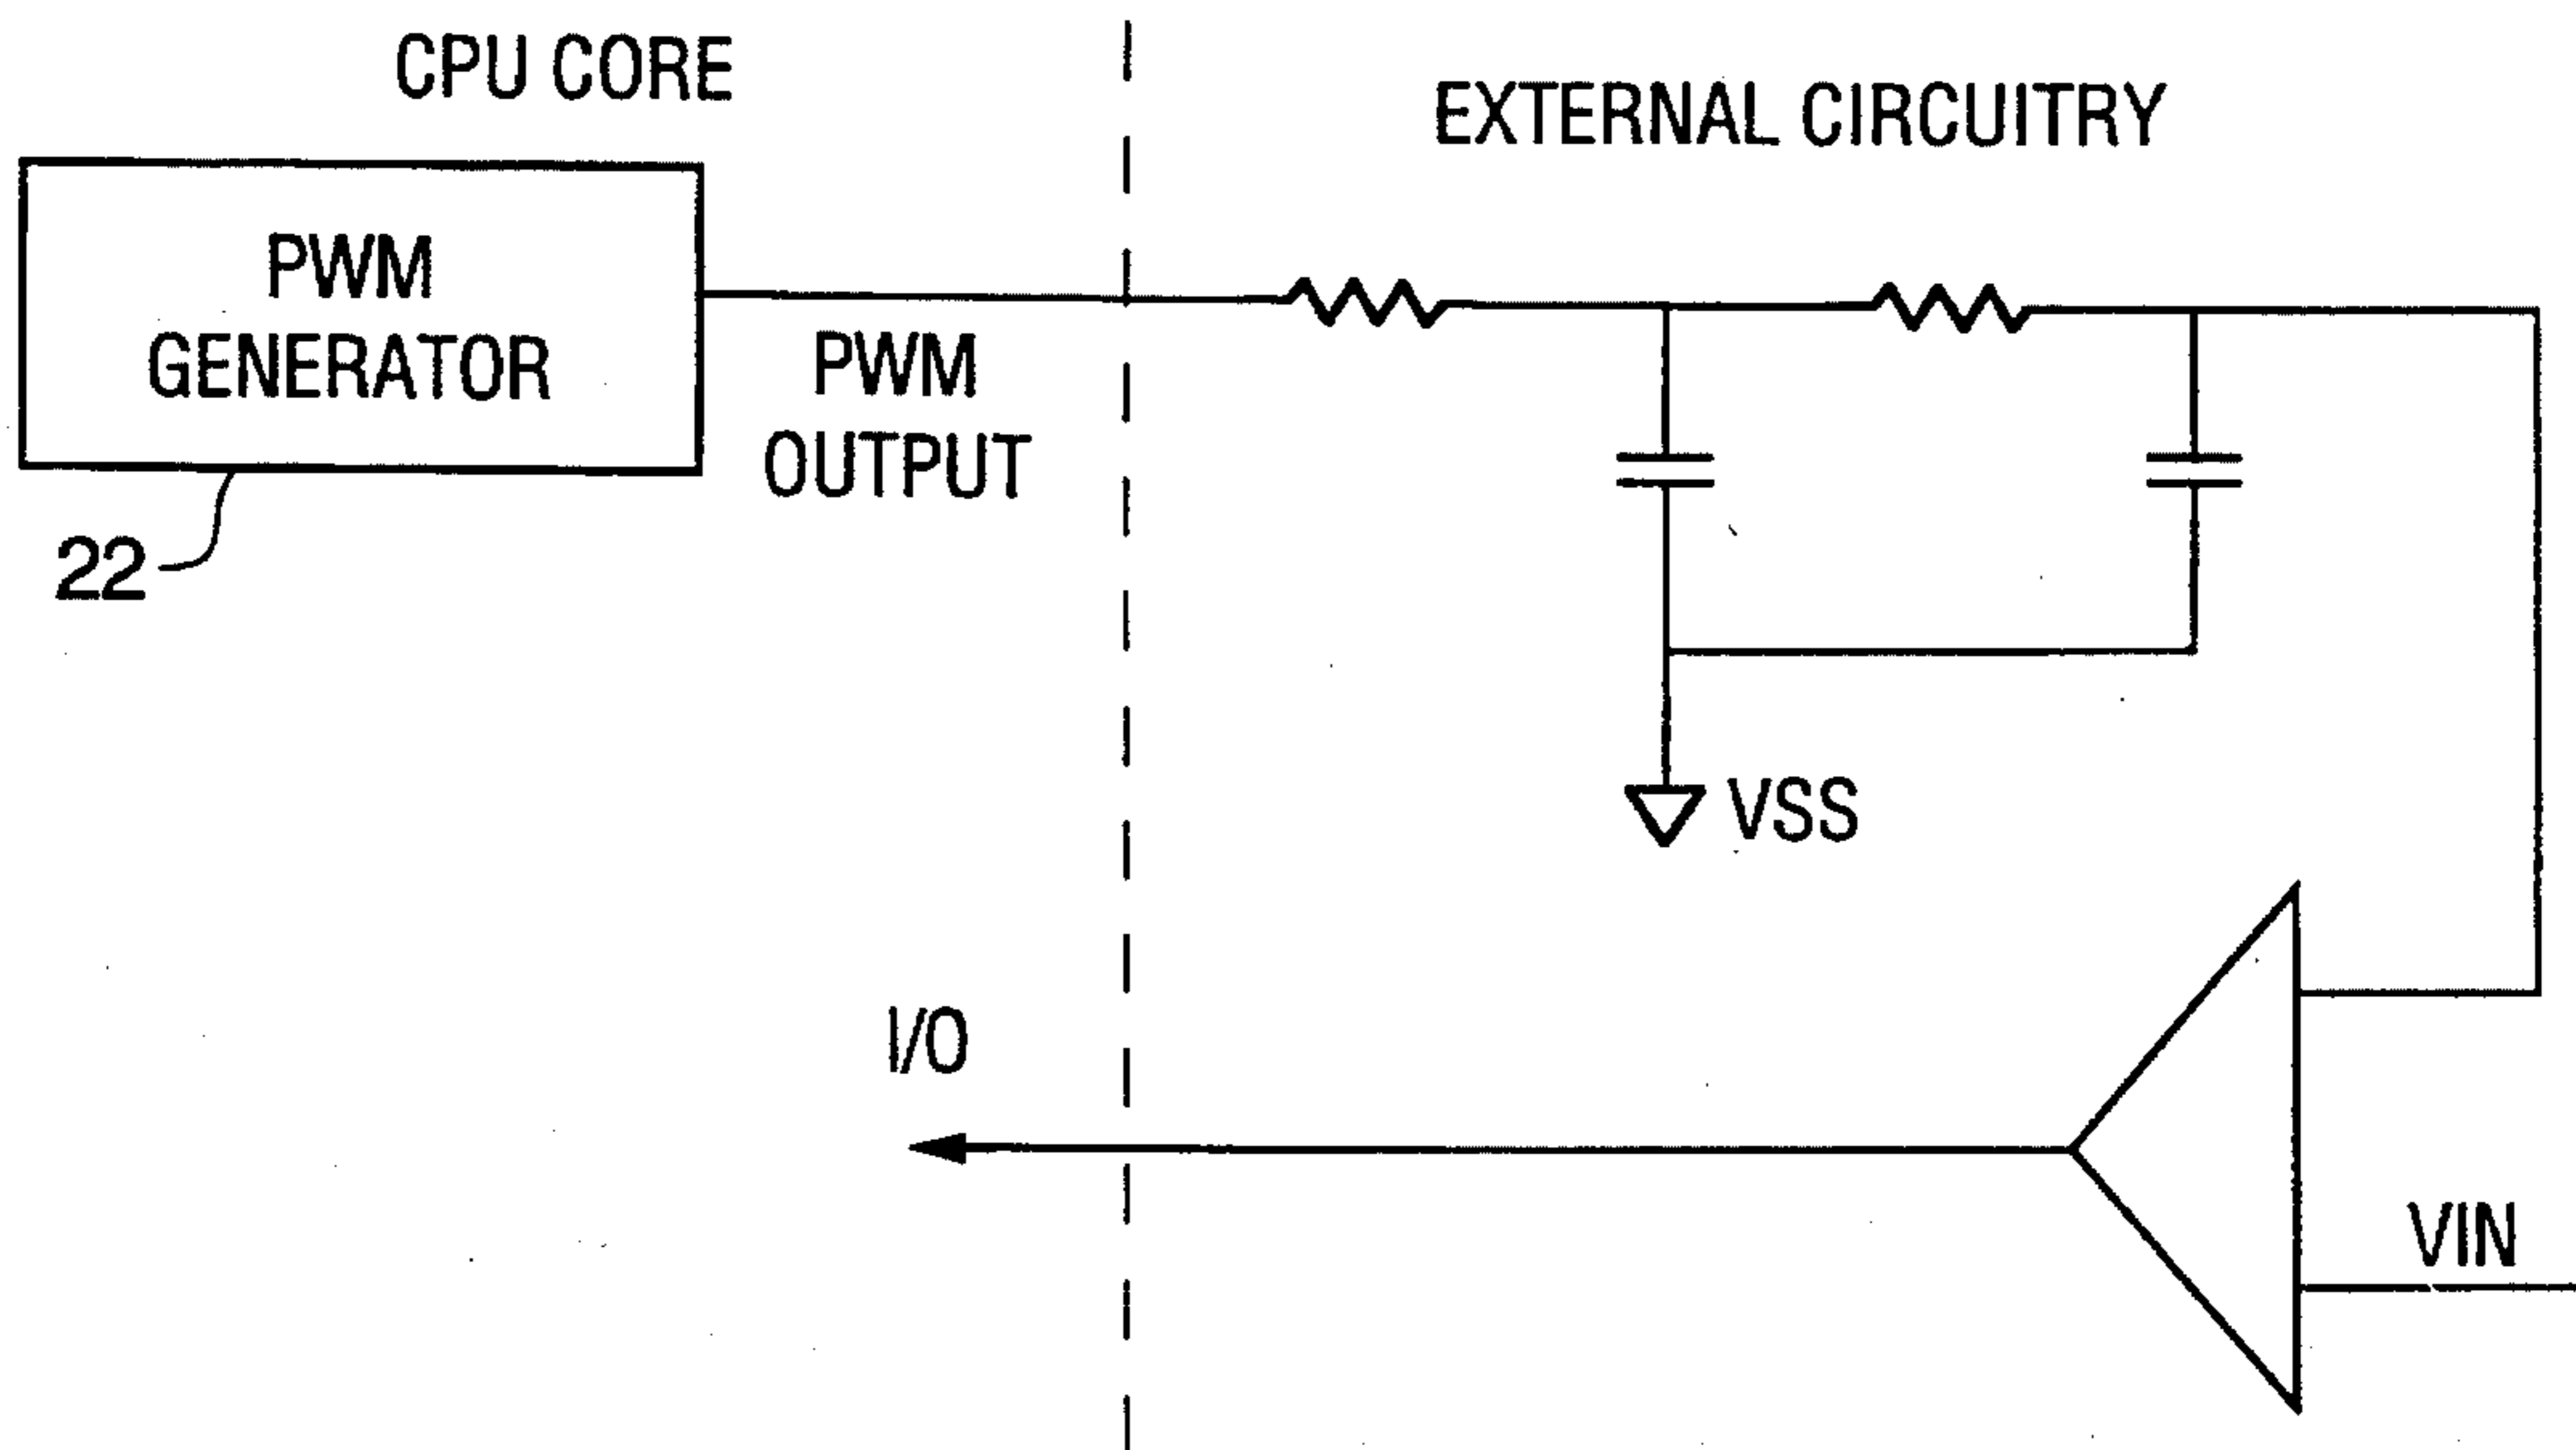 CPU CORE
EXTERNAL CIRCUITRY
PWM
GENERATOR
PWM
OUTPUT
22
VSS
I/O
VIN